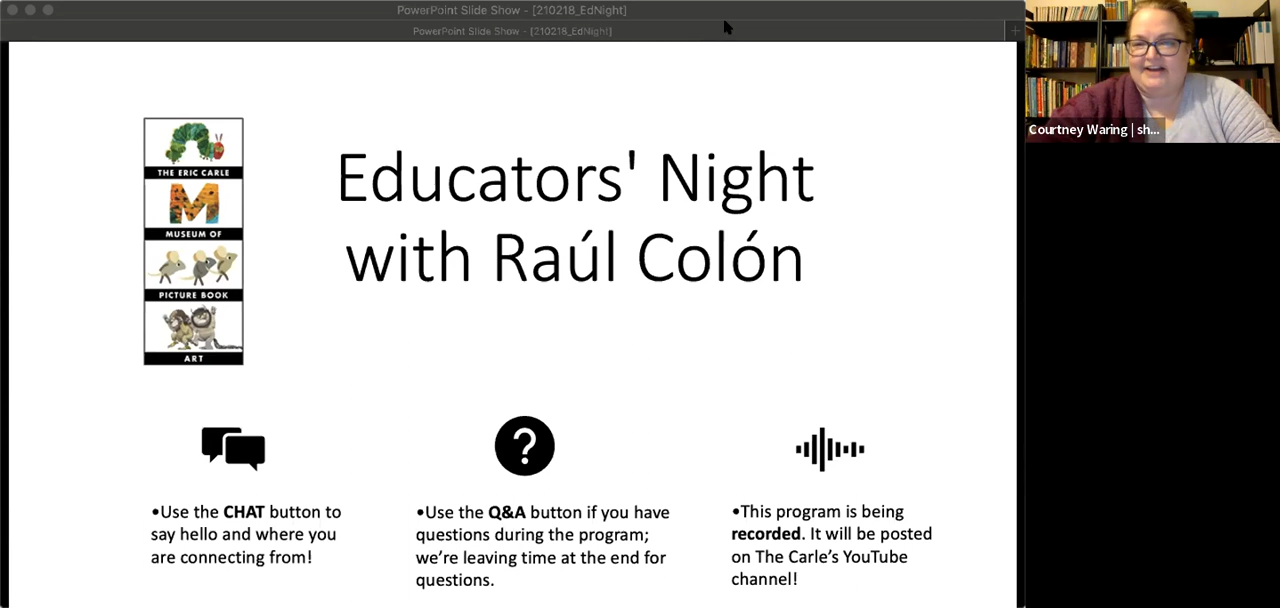 PowerPoint Slide Show - [210218_EdNight]
PowerPoint Slide Show - [210218_EdNight]
Courtney Waring | sh...
THE ERIC CARLE
M
MUSEUM OF
PICTURE BOOK
ART
Educators' Night
with Raúl Colón
?
•Use the CHAT button to
say hello and where you
are connecting from!
•Use the Q&A button if you have
questions during the program;
we’re leaving time at the end for
questions.
•This program is being
recorded. It will be posted
on The Carle’s YouTube
channel!